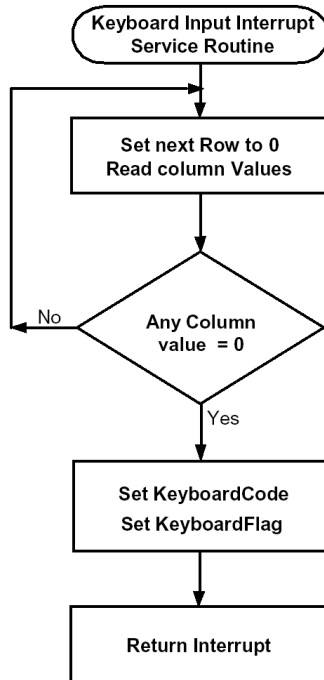 Keyboard Input Interrupt
Service Routine
Set next Row to 0
Read column Values
Any Column
value = 0
No
Yes
Set KeyboardCode
Set KeyboardFlag
Return Interrupt